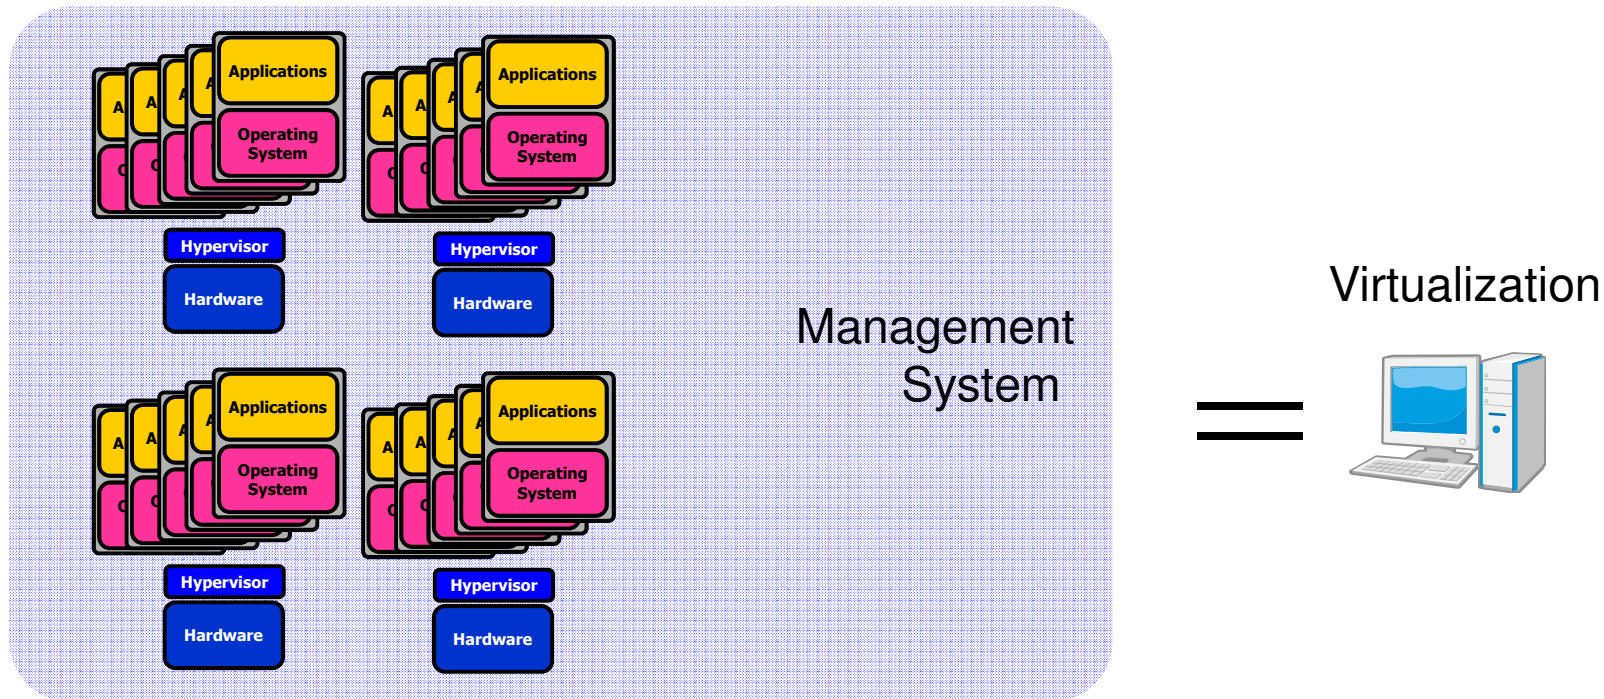 Applications
Operating
System
Hypervisor
Hardware
Applications
Operating
System
Hypervisor
Hardware
Applications
Operating
System
Hypervisor
Hardware
Applications
Operating
System
Hypervisor
Hardware
Management
System
Virtualization